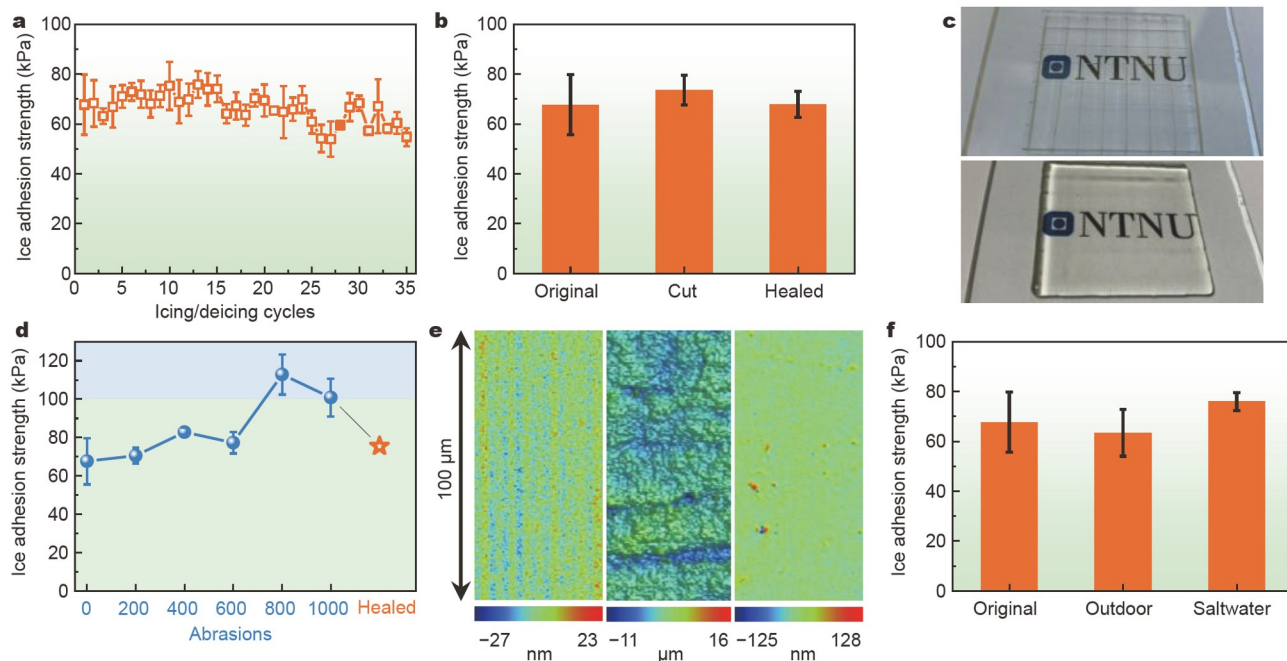 a
Ice adhesion strength (kPa)
100
80
60
40
20
0
0 5 10 15 20 25 30 35
Icing/deicing cycles
b
Ice adhesion strength (kPa)
100
80
60
40
20
0
Original Cut Healed
c
NTNU
NTNU
d
Ice adhesion strength (kPa)
120
100
80
60
40
20
0
0 200 400 600 800 1000 Healed
Abrasions
e
100 μm
−27 23
nm
−11 16
μm
−125 128
nm
f
Ice adhesion strength (kPa)
100
80
60
40
20
0
Original Outdoor Saltwater